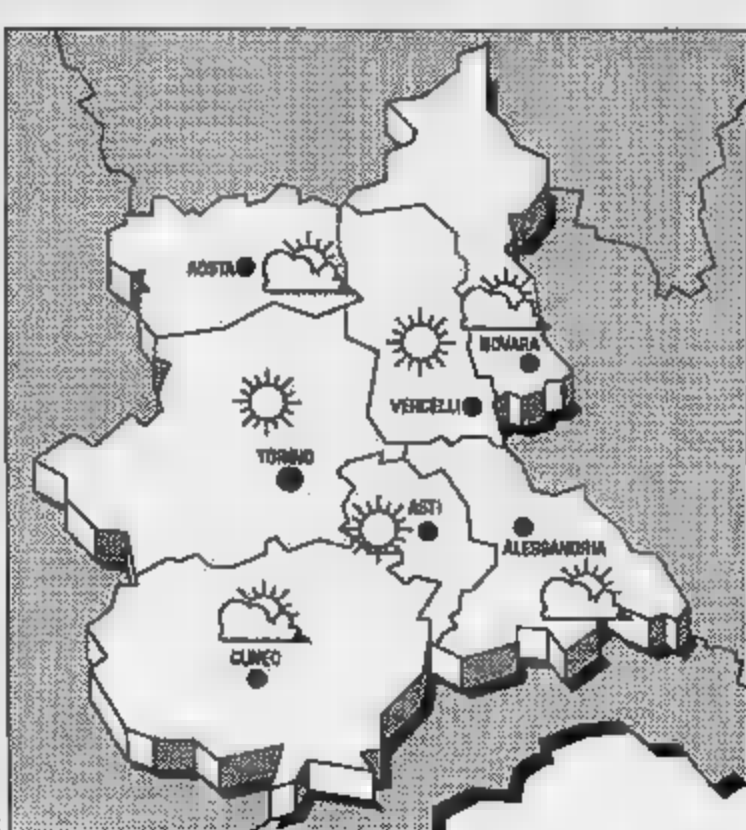 AOSTA
NOVARA
VERCELLI
TORINO
ASTI
ALESSANDRIA
CUNEO